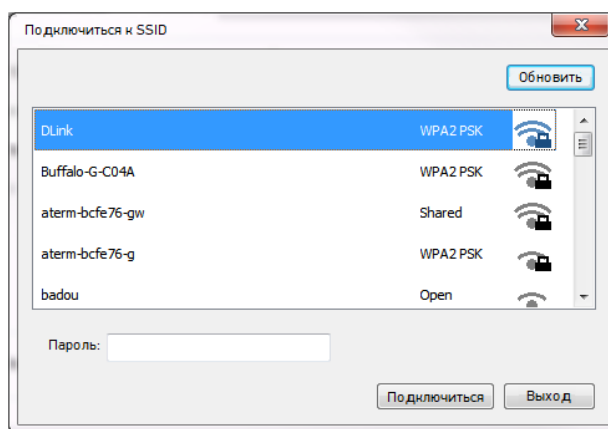 Подключиться к SSID
Обновить
DLink WPA2 PSK
Buffalo-G-C04A WPA2 PSK
aterm-bcfe76-gw Shared
aterm-bcfe76-g WPA2 PSK
badou Open
Пароль:
Подключиться Выход